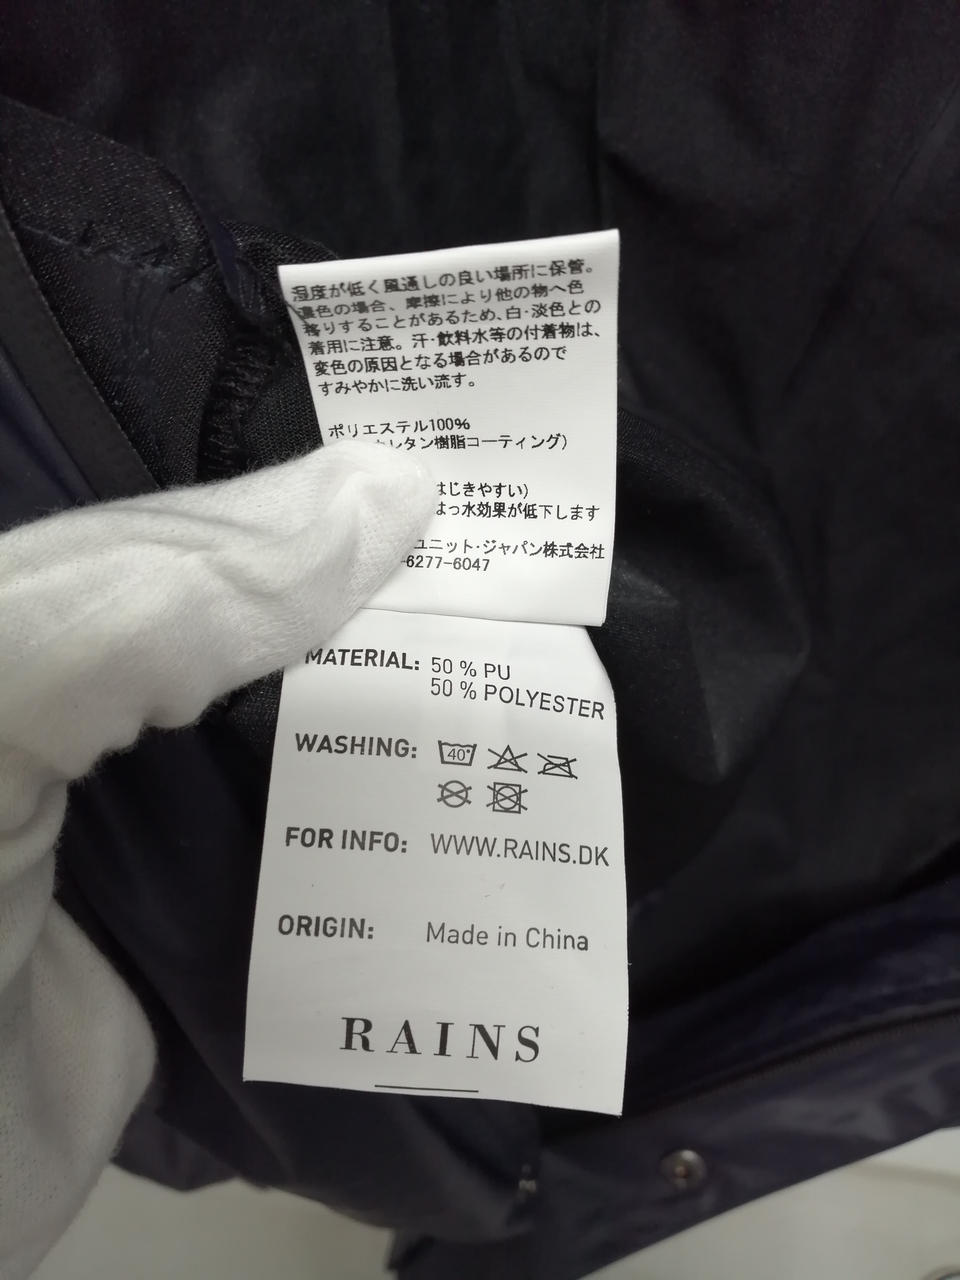 湿度が低く風通しの良い場所に保管。
濃色の場合、摩擦により他の物へ色
移りすることがあるため、白・淡色との
着用に注意。汗・飲料水等の付着物は、
変色の原因となる場合があるので
すみやかに洗い流す。
ポリエステル100%
レタン樹脂コーティング)
はじきやすい)
はっ水効果が低下します
ユニット・ジャパン株式会社
-6277-6047
MATERIAL: 50 % PU
50 % POLYESTER
WASHING: 40°
FOR INFO: WWW.RAINS.DK
ORIGIN: Made in China
RAINS